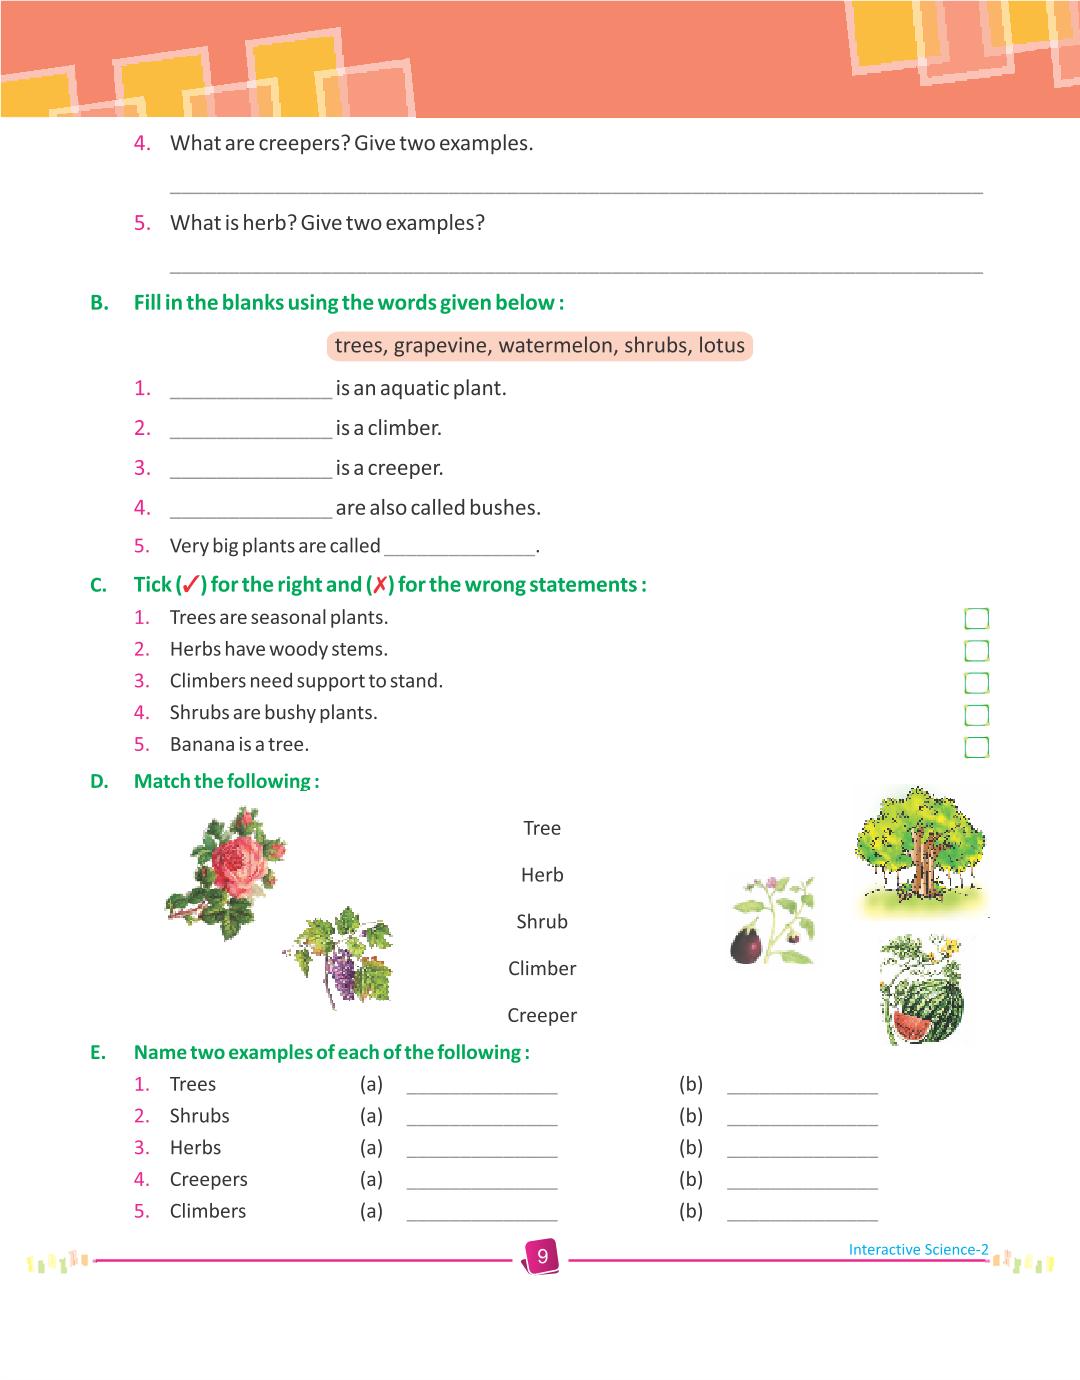 4. What are creepers? Give two examples.
5. What is herb? Give two examples?
B. Fill in the blanks using the words given below :
trees, grapevine, watermelon, shrubs, lotus
1. ______________ is an aquatic plant.
2. ______________ is a climber.
3. ______________ is a creeper.
4. ______________ are also called bushes.
5. Very big plants are called ______________.
C. Tick (✓) for the right and (✗) for the wrong statements :
1. Trees are seasonal plants.
2. Herbs have woody stems.
3. Climbers need support to stand.
4. Shrubs are bushy plants.
5. Banana is a tree.
D. Match the following :
Tree
Herb
Shrub
Climber
Creeper
E. Name two examples of each of the following :
1. Trees (a) ______________ (b) ______________
2. Shrubs (a) ______________ (b) ______________
3. Herbs (a) ______________ (b) ______________
4. Creepers (a) ______________ (b) ______________
5. Climbers (a) ______________ (b) ______________
Interactive Science-2
9